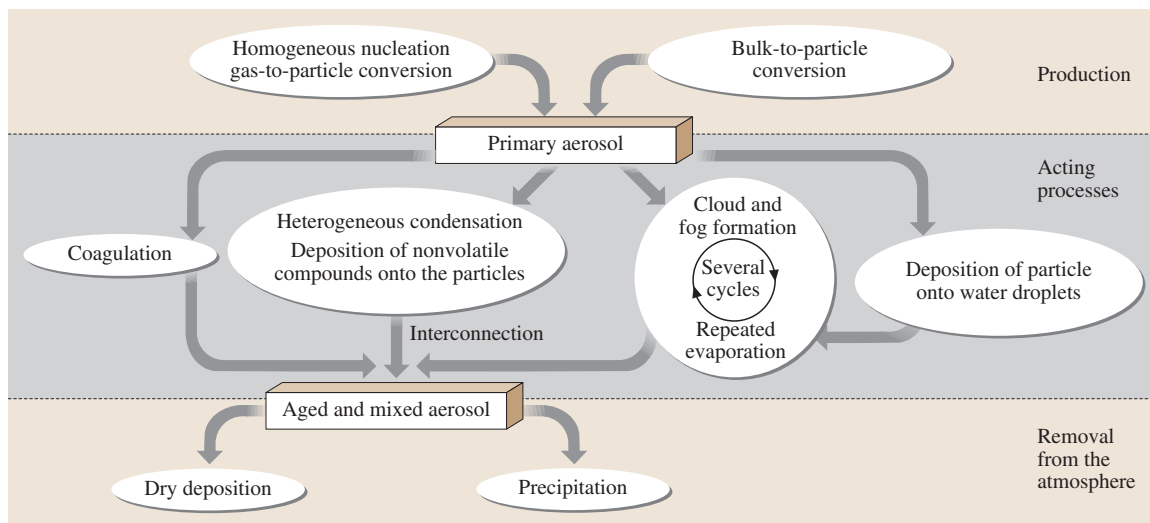 Homogeneous nucleation
gas-to-particle conversion
Bulk-to-particle
conversion
Production
Primary aerosol
Acting
processes
Coagulation
Heterogeneous condensation
Deposition of nonvolatile
compounds onto the particles
Cloud and
fog formation
Several
cycles
Repeated
evaporation
Deposition of particle
onto water droplets
Interconnection
Aged and mixed aerosol
Removal
from the
atmosphere
Dry deposition
Precipitation